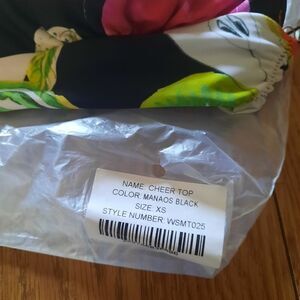 NAME: CHEER TOP
COLOR: MANAOS BLACK
SIZE: XS
STYLE NUMBER: WSMT025